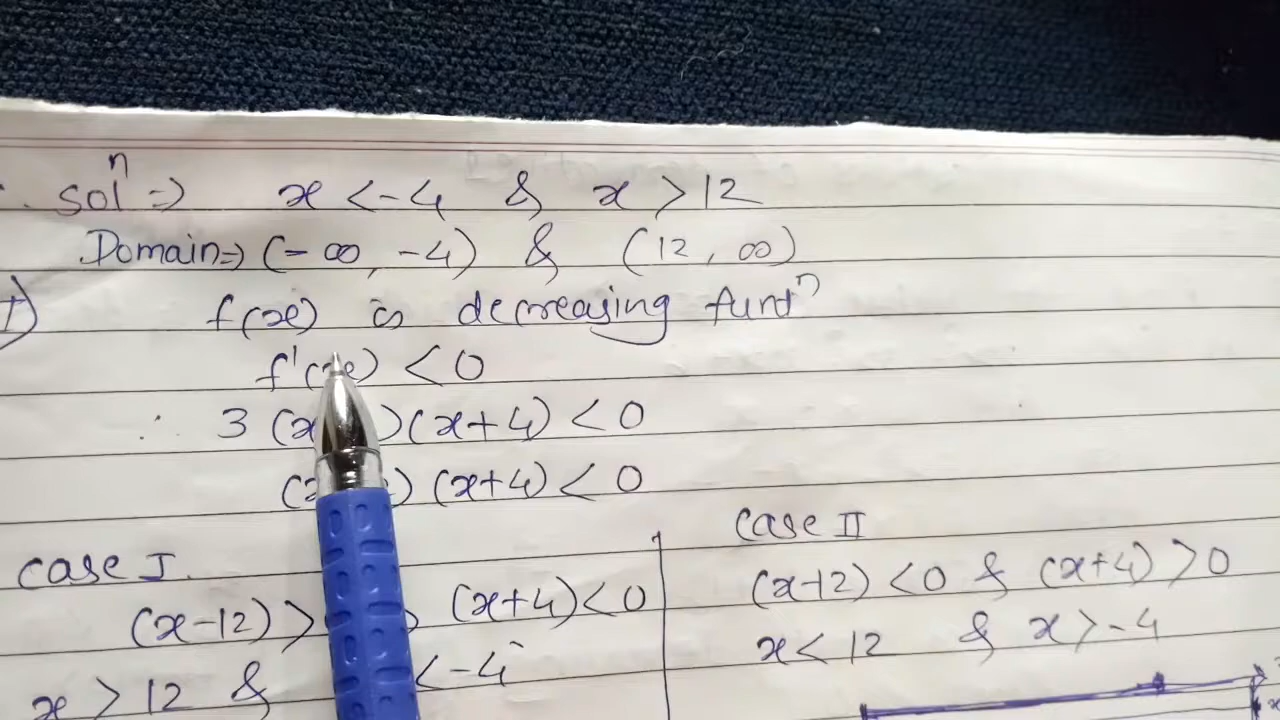 solⁿ => x < -4 & x > 12
Domain => (-∞, -4) & (12, ∞)
I) f(x) is decreasing funtⁿ
f'(x) < 0
∴ 3 (x )(x+4) < 0
(x ) (x+4) < 0
case I.
(x-12) > (x+4) < 0
x > 12 & < -4
case II
(x-12) < 0 & (x+4) > 0
x < 12 & x > -4